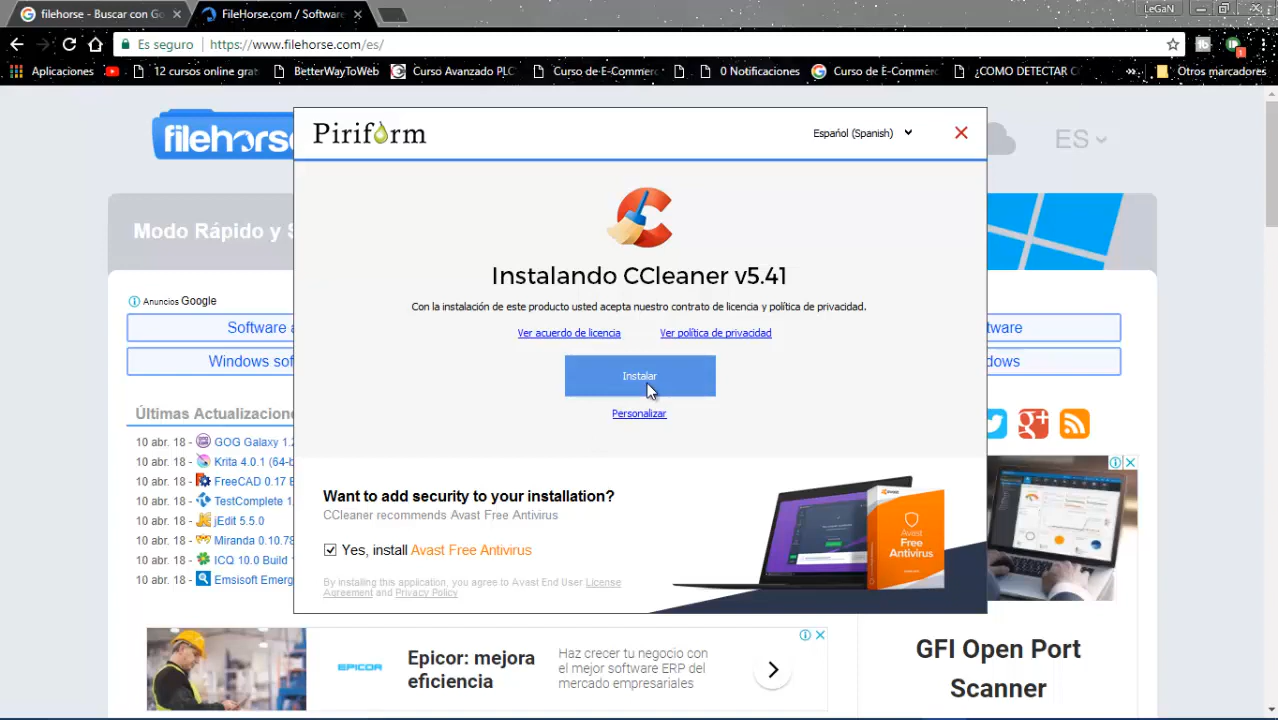 filehorse - Buscar con Go
FileHorse.com / Software
LeGaN
Es seguro
https://www.filehorse.com/es/
Aplicaciones
12 cursos online grat
BetterWayToWeb
Curso Avanzado PLC
Curso de E-Commerc
0 Notificaciones
Curso de E-Commerc
¿COMO DETECTAR C
»
Otros marcadores
filehorse
ES
Piriform
Español (Spanish)
Modo Rápido y S
Instalando CCleaner v5.41
Con la instalación de este producto usted acepta nuestro contrato de licencia y política de privacidad.
Ver acuerdo de licencia
Ver política de privacidad
Instalar
Personalizar
Anuncios Google
Software a
ftware
Windows sof
dows
Últimas Actualizacione
10 abr. 18 - GOG Galaxy 1.2
10 abr. 18 - Krita 4.0.1 (64-b
10 abr. 18 - FreeCAD 0.17 B
10 abr. 18 - TestComplete 1
10 abr. 18 - jEdit 5.5.0
10 abr. 18 - Miranda 0.10.78
10 abr. 18 - ICQ 10.0 Build
10 abr. 18 - Emsisoft Emerg
Want to add security to your installation?
CCleaner recommends Avast Free Antivirus
Yes, install Avast Free Antivirus
By installing this application, you agree to Avast End User License
Agreement and Privacy Policy
Avast
Free
Antivirus
EPICOR
Epicor: mejora
eficiencia
Haz crecer tu negocio con
el mejor software ERP del
mercado empresariales
GFI Open Port
Scanner